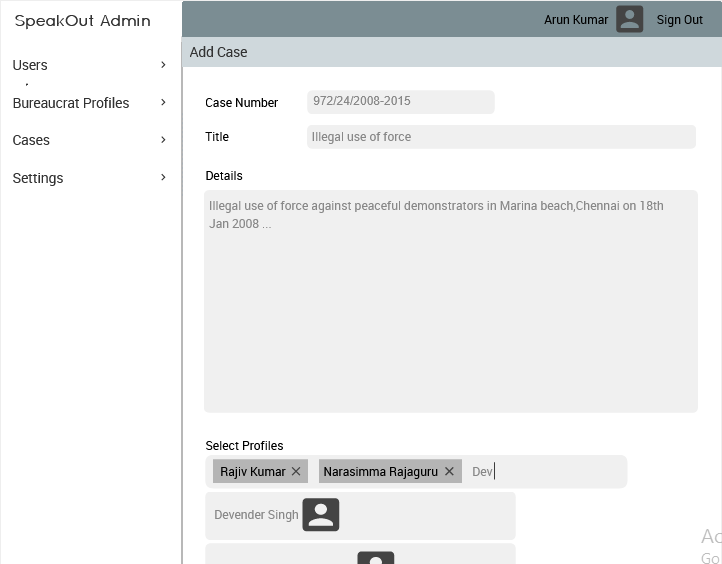 SpeakOut Admin
Arun Kumar Sign Out
Add Case
Users
Bureaucrat Profiles
Cases
Settings
Case Number 972/24/2008-2015
Title Illegal use of force
Details
Illegal use of force against peaceful demonstrators in Marina beach,Chennai on 18th
Jan 2008 ...
Select Profiles
Rajiv Kumar Narasimma Rajaguru Dev
Devender Singh